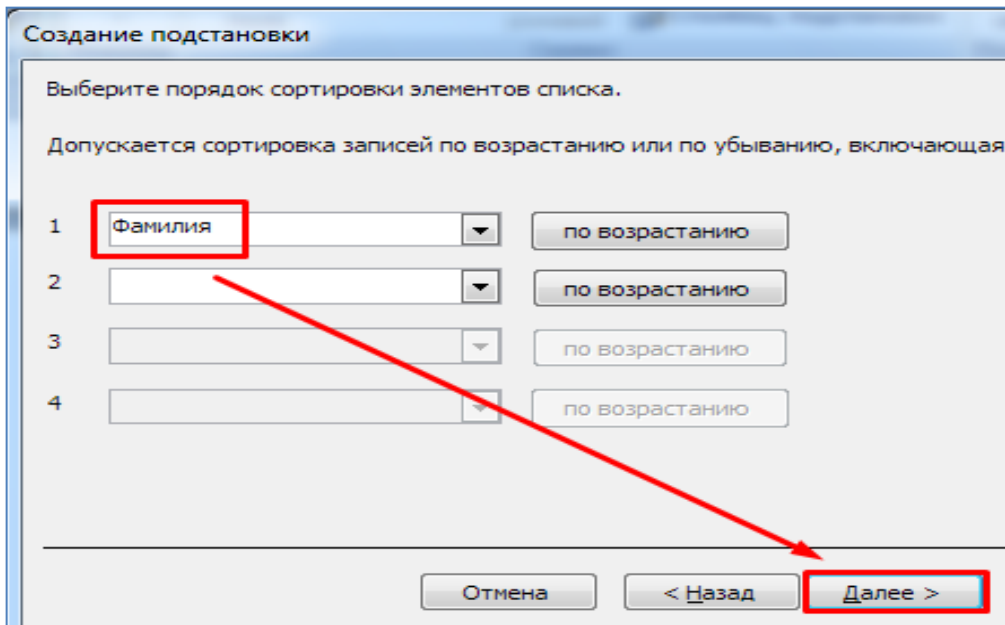 Создание подстановки
Выберите порядок сортировки элементов списка.
Допускается сортировка записей по возрастанию или по убыванию, включающая
1 Фамилия по возрастанию
2 по возрастанию
3 по возрастанию
4 по возрастанию
Отмена < Назад Далее >